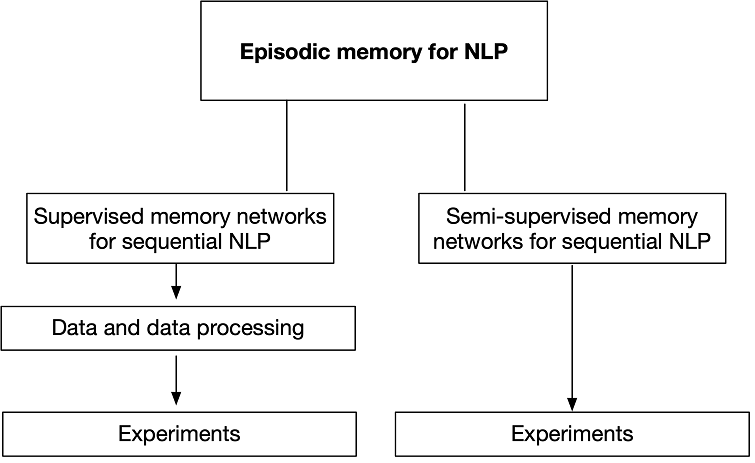 Episodic memory for NLP
Supervised memory networks
for sequential NLP
Semi-supervised memory
networks for sequential NLP
Data and data processing
Experiments
Experiments